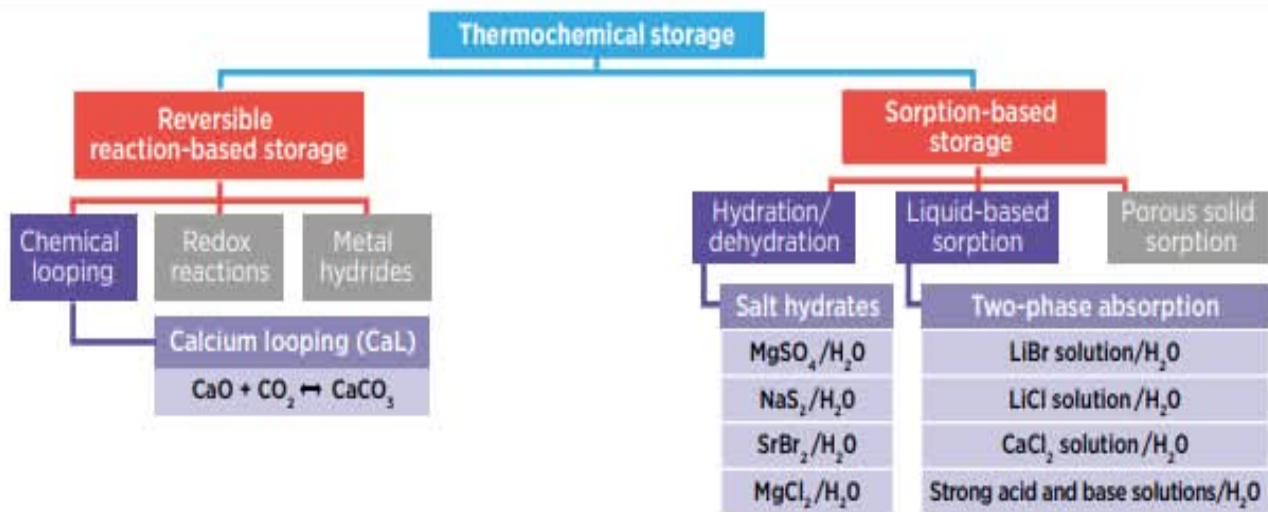 Thermochemical storage
Reversible
reaction-based storage
Sorption-based
storage
Chemical
looping
Redox
reactions
Metal
hydrides
Hydration/
dehydration
Liquid-based
sorption
Porous solid
sorption
Calcium looping (CaL)
CaO + CO₂ ↔ CaCO₃
Salt hydrates
MgSO₄/H₂O
NaS₂/H₂O
SrBr₂/H₂O
MgCl₂/H₂O
Two-phase absorption
LiBr solution/H₂O
LiCl solution/H₂O
CaCl₂ solution/H₂O
Strong acid and base solutions/H₂O